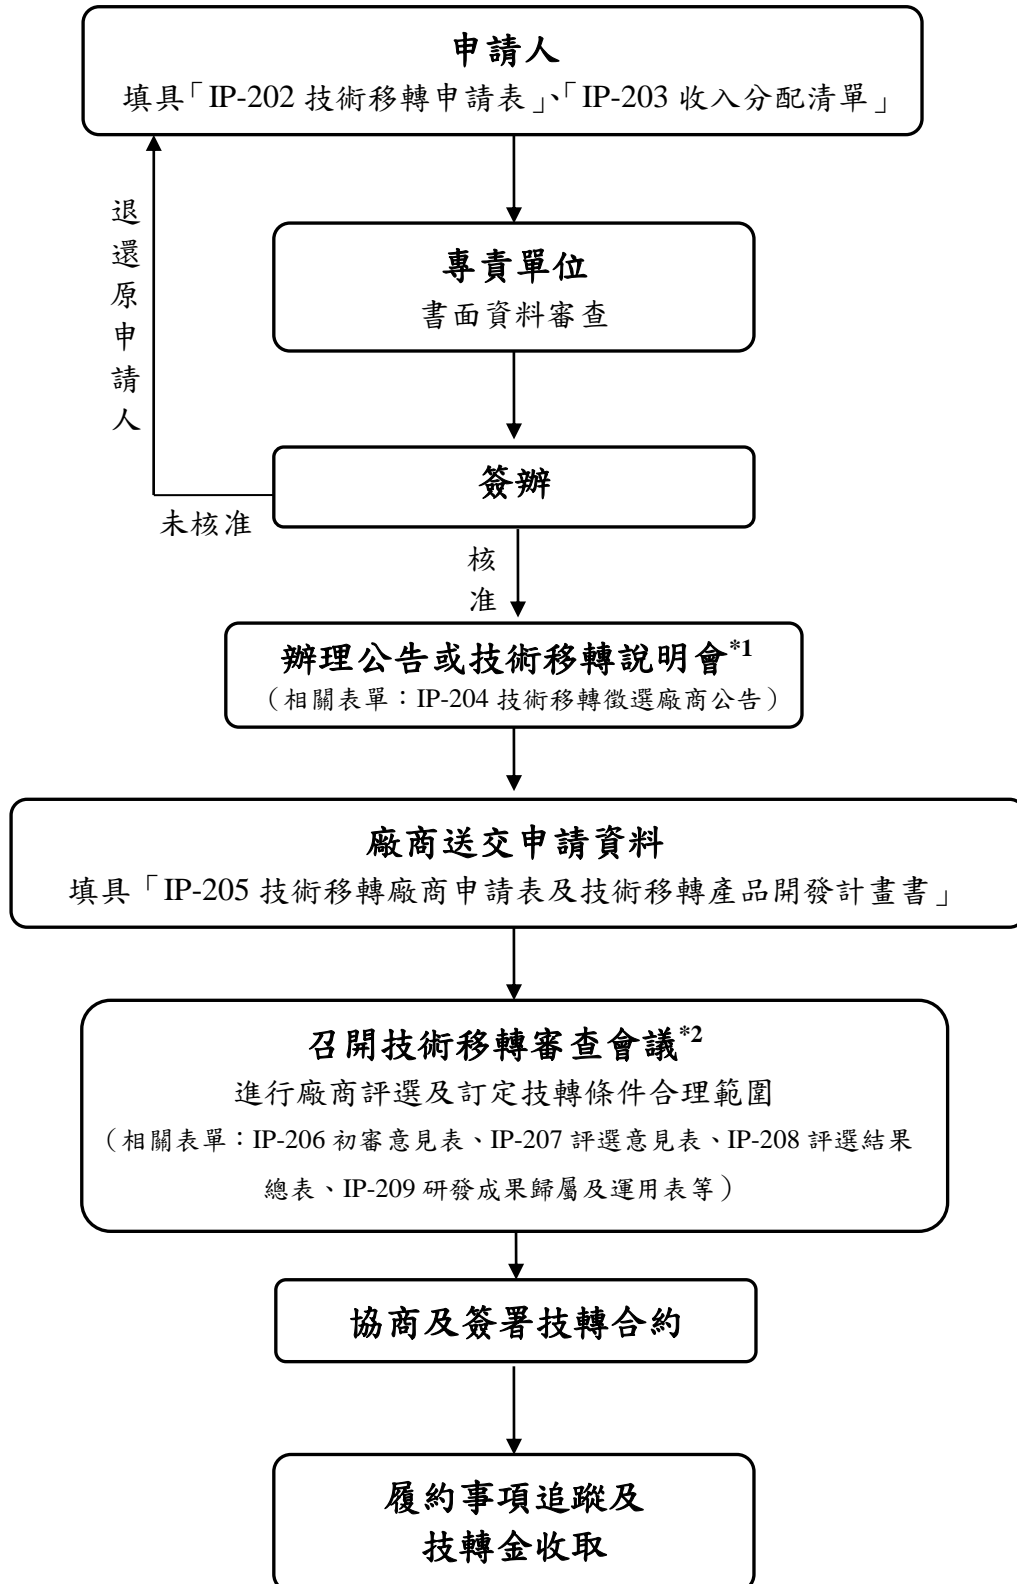 申請人
填具「IP-202 技術移轉申請表」、「IP-203 收入分配清單」
退還原申請人
專責單位
書面資料審查
簽辦
未核准
核准
辦理公告或技術移轉說明會*1
（相關表單：IP-204 技術移轉徵選廠商公告）
廠商送交申請資料
填具「IP-205 技術移轉廠商申請表及技術移轉產品開發計畫書」
召開技術移轉審查會議*2
進行廠商評選及訂定技轉條件合理範圍
（相關表單：IP-206 初審意見表、IP-207 評選意見表、IP-208 評選結果
總表、IP-209 研發成果歸屬及運用表等）
協商及簽署技轉合約
履約事項追蹤及
技轉金收取